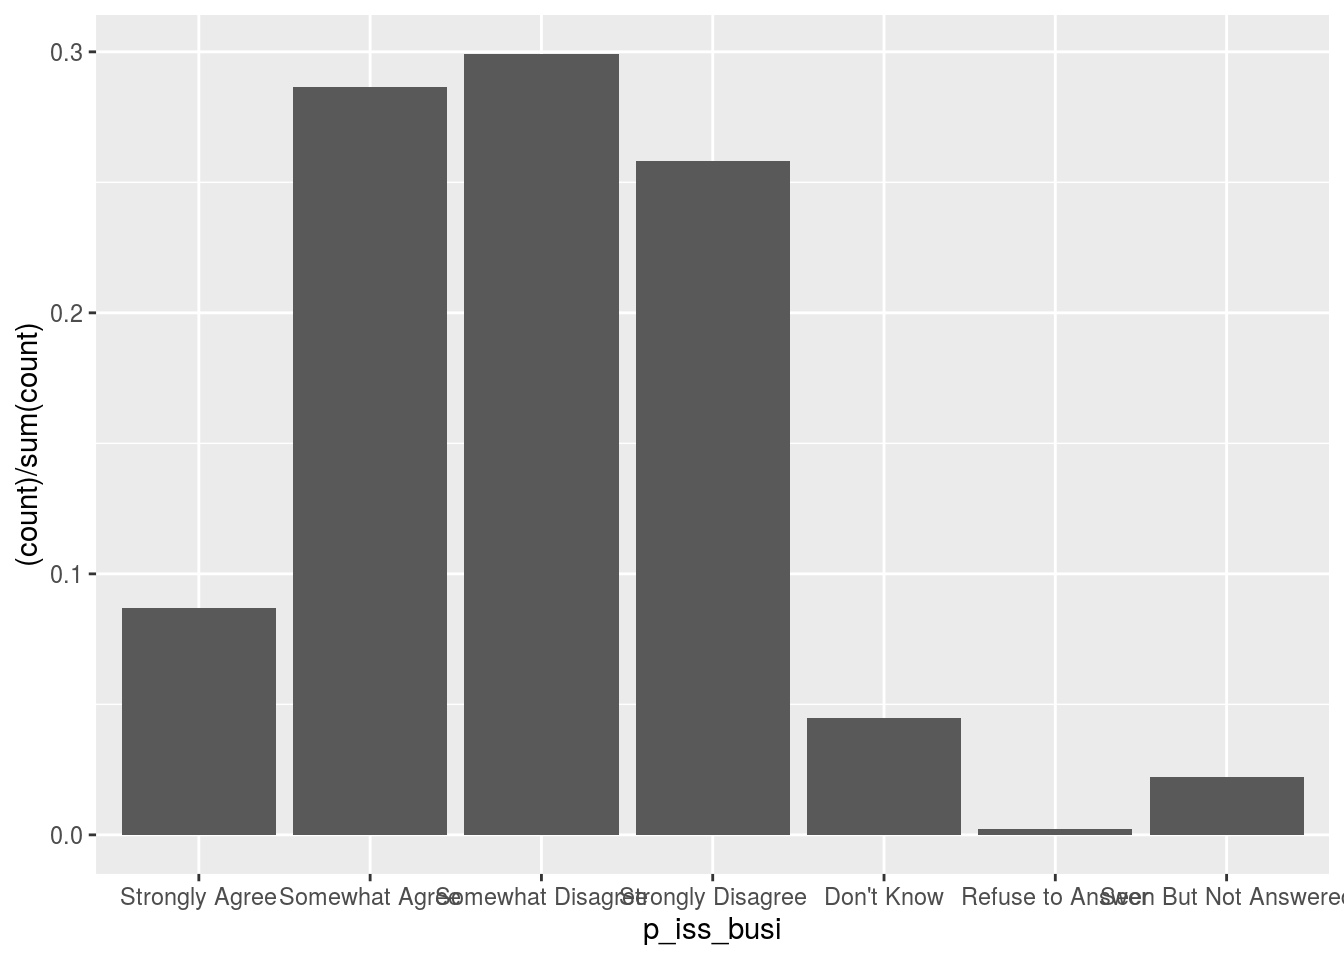 0.3
0.2
0.1
0.0
(count)/sum(count)
Strongly Agree Somewhat Agree Somewhat Disagree Strongly Disagree Don't Know Refuse to Answer Seen But Not Answered
p_iss_busi